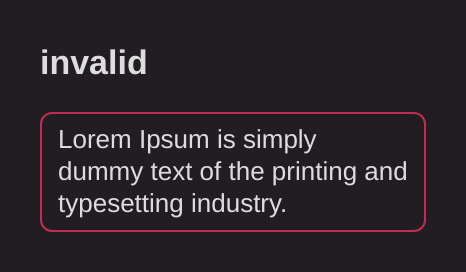 invalid
Lorem Ipsum is simply
dummy text of the printing and
typesetting industry.